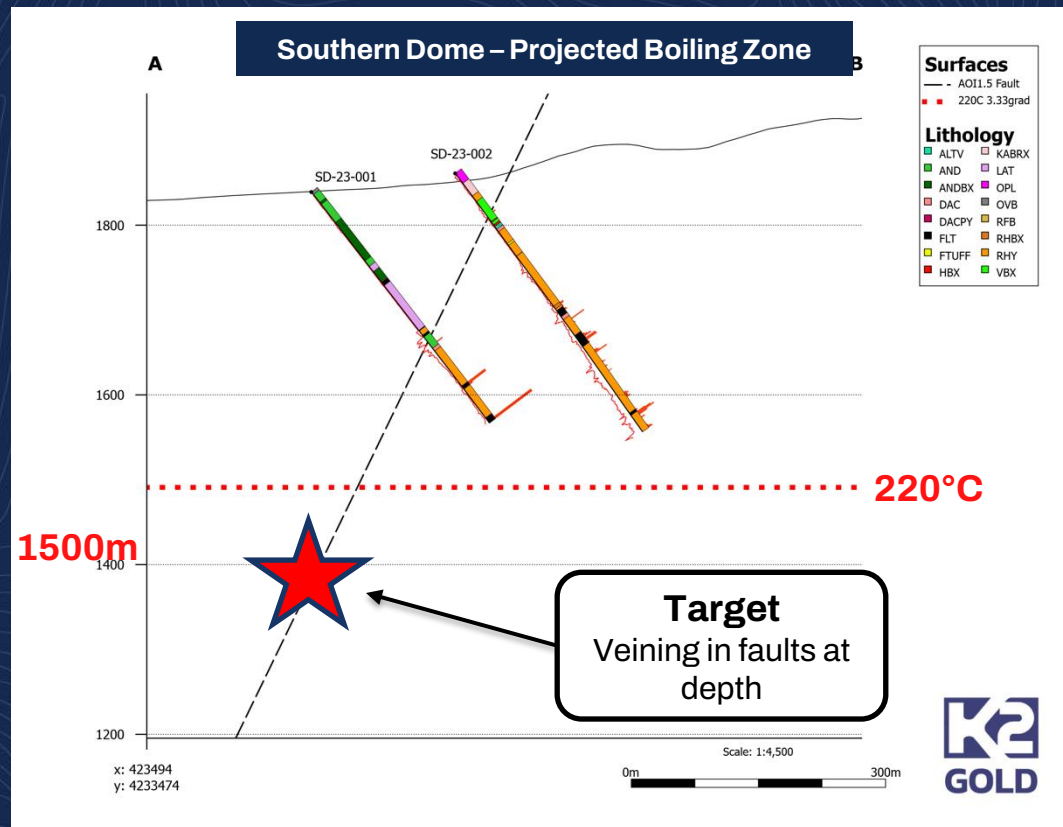 Southern Dome – Projected Boiling Zone
A
B
Surfaces
AOI1.5 Fault
220C 3.33grad
Lithology
ALTV
KABRX
AND
LAT
ANDBX
OPL
DAC
OVB
DACPY
RFB
FLT
RHBX
FTUFF
RHY
HBX
VBX
SD-23-001
SD-23-002
1800
1600
220°C
1500m
1400
Target
Veining in faults at
depth
1200
x: 423494
y: 4233474
Scale: 1:4,500
0m
300m
K2
GOLD